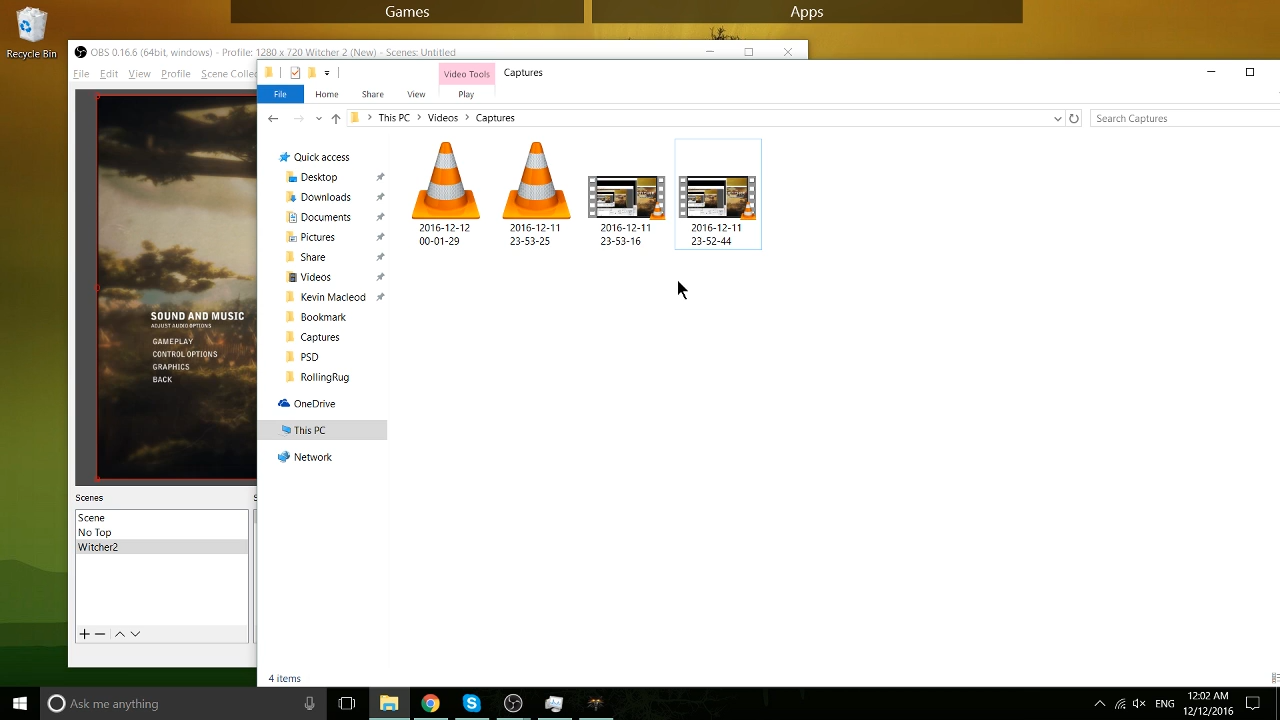 Games
Apps
Recycle Bin
OBS 0.16.6 (64bit, windows) - Profile: 1280 x 720 Witcher 2 (New) - Scenes: Untitled
File Edit View Profile Scene Collec
Video Tools
Captures
File Home Share View Play
This PC > Videos > Captures
Search Captures
Quick access
Desktop
Downloads
Documents
Pictures
Share
Videos
Kevin Macleod
Bookmark
Captures
PSD
RollingRug
OneDrive
This PC
Network
2016-12-12
00-01-29
2016-12-11
23-53-25
2016-12-11
23-53-16
2016-12-11
23-52-44
SOUND AND MUSIC
ADJUST AUDIO OPTIONS
GAMEPLAY
CONTROL OPTIONS
GRAPHICS
BACK
Scenes
Scene
No Top
Witcher2
4 items
Ask me anything
ENG
12:02 AM
12/12/2016